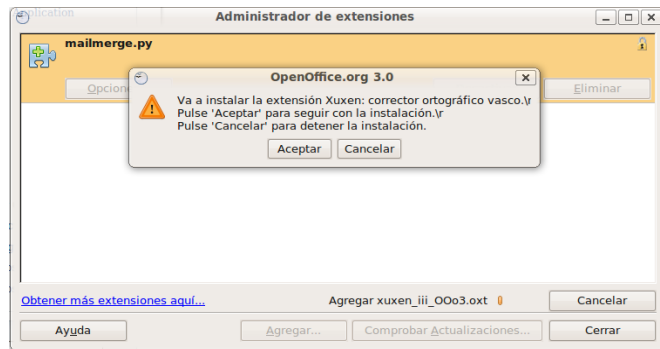 Application
Administrador de extensiones
mailmerge.py
Opcion
Eliminar
OpenOffice.org 3.0
Va a instalar la extensión Xuxen: corrector ortográfico vasco.\r
Pulse 'Aceptar' para seguir con la instalación.\r
Pulse 'Cancelar' para detener la instalación.
Aceptar
Cancelar
Obtener más extensiones aquí...
Agregar xuxen_iii_OOo3.oxt
Cancelar
Ayuda
Agregar...
Comprobar Actualizaciones...
Cerrar